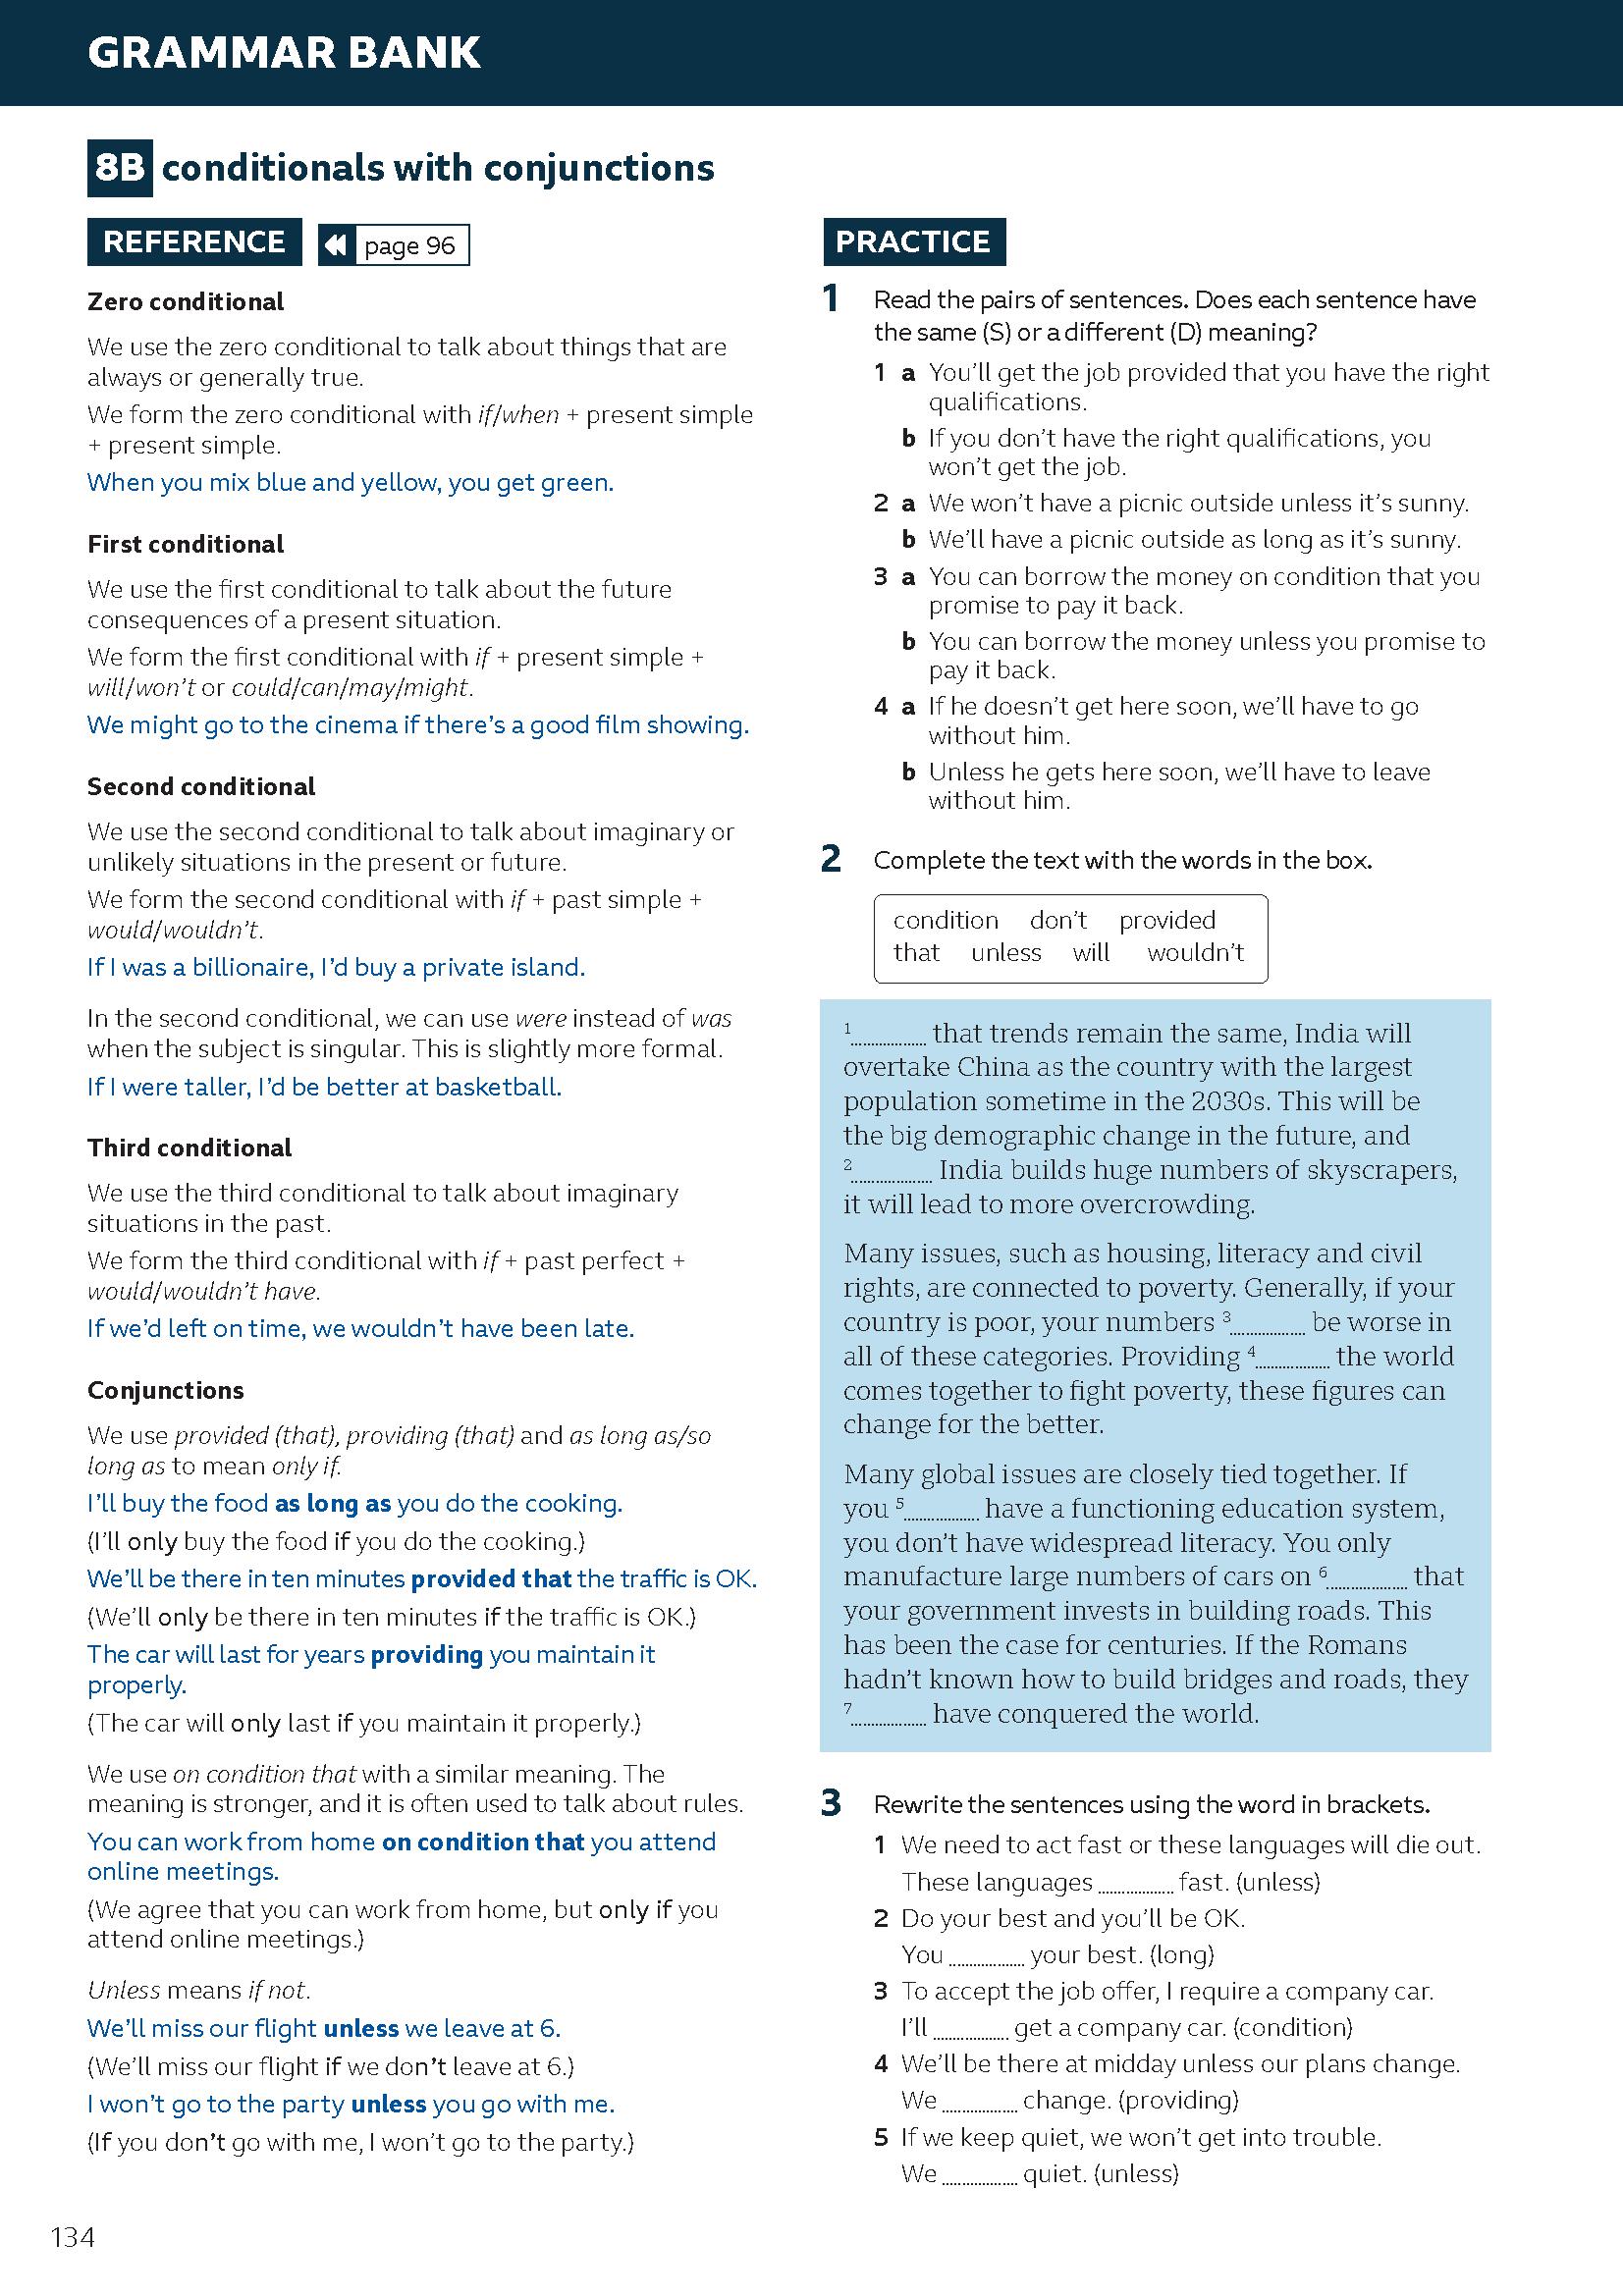 GRAMMAR BANK
8B conditionals with conjunctions
REFERENCE page 96
Zero conditional
We use the zero conditional to talk about things that are
always or generally true.
We form the zero conditional with if/when + present simple
+ present simple.
When you mix blue and yellow, you get green.
First conditional
We use the first conditional to talk about the future
consequences of a present situation.
We form the first conditional with if + present simple +
will/won't or could/can/may/might.
We might go to the cinema if there's a good film showing.
Second conditional
We use the second conditional to talk about imaginary or
unlikely situations in the present or future.
We form the second conditional with if + past simple +
would/wouldn't.
If I was a billionaire, I'd buy a private island.
In the second conditional, we can use were instead of was
when the subject is singular. This is slightly more formal.
If I were taller, I'd be better at basketball.
Third conditional
We use the third conditional to talk about imaginary
situations in the past.
We form the third conditional with if + past perfect +
would/wouldn't have.
If we'd left on time, we wouldn't have been late.
Conjunctions
We use provided (that), providing (that) and as long as/so
long as to mean only if.
I'll buy the food as long as you do the cooking.
(I'll only buy the food if you do the cooking.)
We'll be there in ten minutes provided that the traffic is OK.
(We'll only be there in ten minutes if the traffic is OK.)
The car will last for years providing you maintain it
properly.
(The car will only last if you maintain it properly.)
We use on condition that with a similar meaning. The
meaning is stronger, and it is often used to talk about rules.
You can work from home on condition that you attend
online meetings.
(We agree that you can work from home, but only if you
attend online meetings.)
Unless means if not.
We'll miss our flight unless we leave at 6.
(We'll miss our flight if we don't leave at 6.)
I won't go to the party unless you go with me.
(If you don't go with me, I won't go to the party.)
PRACTICE
1 Read the pairs of sentences. Does each sentence have
the same (S) or a different (D) meaning?
1 a You'll get the job provided that you have the right
qualifications.
b If you don't have the right qualifications, you
won't get the job.
2 a We won't have a picnic outside unless it's sunny.
b We'll have a picnic outside as long as it's sunny.
3 a You can borrow the money on condition that you
promise to pay it back.
b You can borrow the money unless you promise to
pay it back.
4 a If he doesn't get here soon, we'll have to go
without him.
b Unless he gets here soon, we'll have to leave
without him.
2 Complete the text with the words in the box.
condition don't provided
that unless will wouldn't
1 ........ that trends remain the same, India will
overtake China as the country with the largest
population sometime in the 2030s. This will be
the big demographic change in the future, and
2 ........ India builds huge numbers of skyscrapers,
it will lead to more overcrowding.
Many issues, such as housing, literacy and civil
rights, are connected to poverty. Generally, if your
country is poor, your numbers 3 ........ be worse in
all of these categories. Providing 4 ........ the world
comes together to fight poverty, these figures can
change for the better.
Many global issues are closely tied together. If
you 5 ........ have a functioning education system,
you don't have widespread literacy. You only
manufacture large numbers of cars on 6 ........ that
your government invests in building roads. This
has been the case for centuries. If the Romans
hadn't known how to build bridges and roads, they
7 ........ have conquered the world.
3 Rewrite the sentences using the word in brackets.
1 We need to act fast or these languages will die out.
These languages ........ fast. (unless)
2 Do your best and you'll be OK.
You ........ your best. (long)
3 To accept the job offer, I require a company car.
I'll ........ get a company car. (condition)
4 We'll be there at midday unless our plans change.
We ........ change. (providing)
5 If we keep quiet, we won't get into trouble.
We ........ quiet. (unless)
134